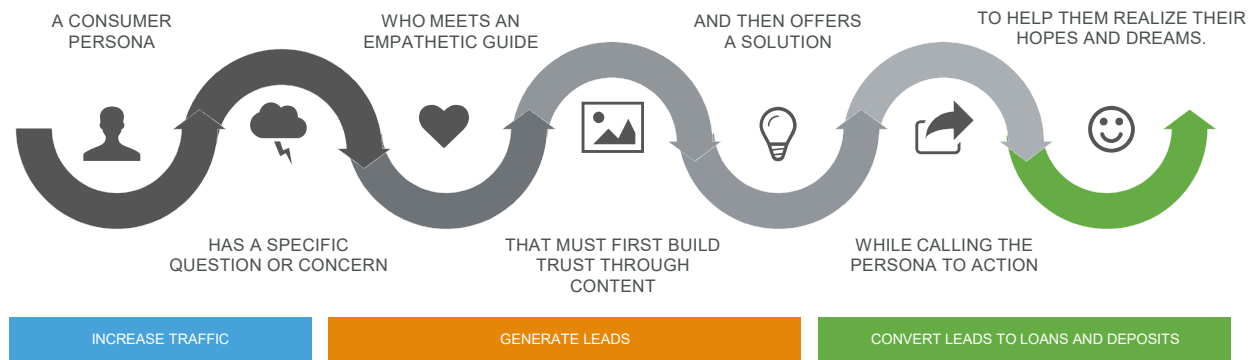 A CONSUMER
PERSONA
HAS A SPECIFIC
QUESTION OR CONCERN
WHO MEETS AN
EMPATHETIC GUIDE
THAT MUST FIRST BUILD
TRUST THROUGH
CONTENT
AND THEN OFFERS
A SOLUTION
WHILE CALLING THE
PERSONA TO ACTION
TO HELP THEM REALIZE THEIR
HOPES AND DREAMS.
INCREASE TRAFFIC
GENERATE LEADS
CONVERT LEADS TO LOANS AND DEPOSITS